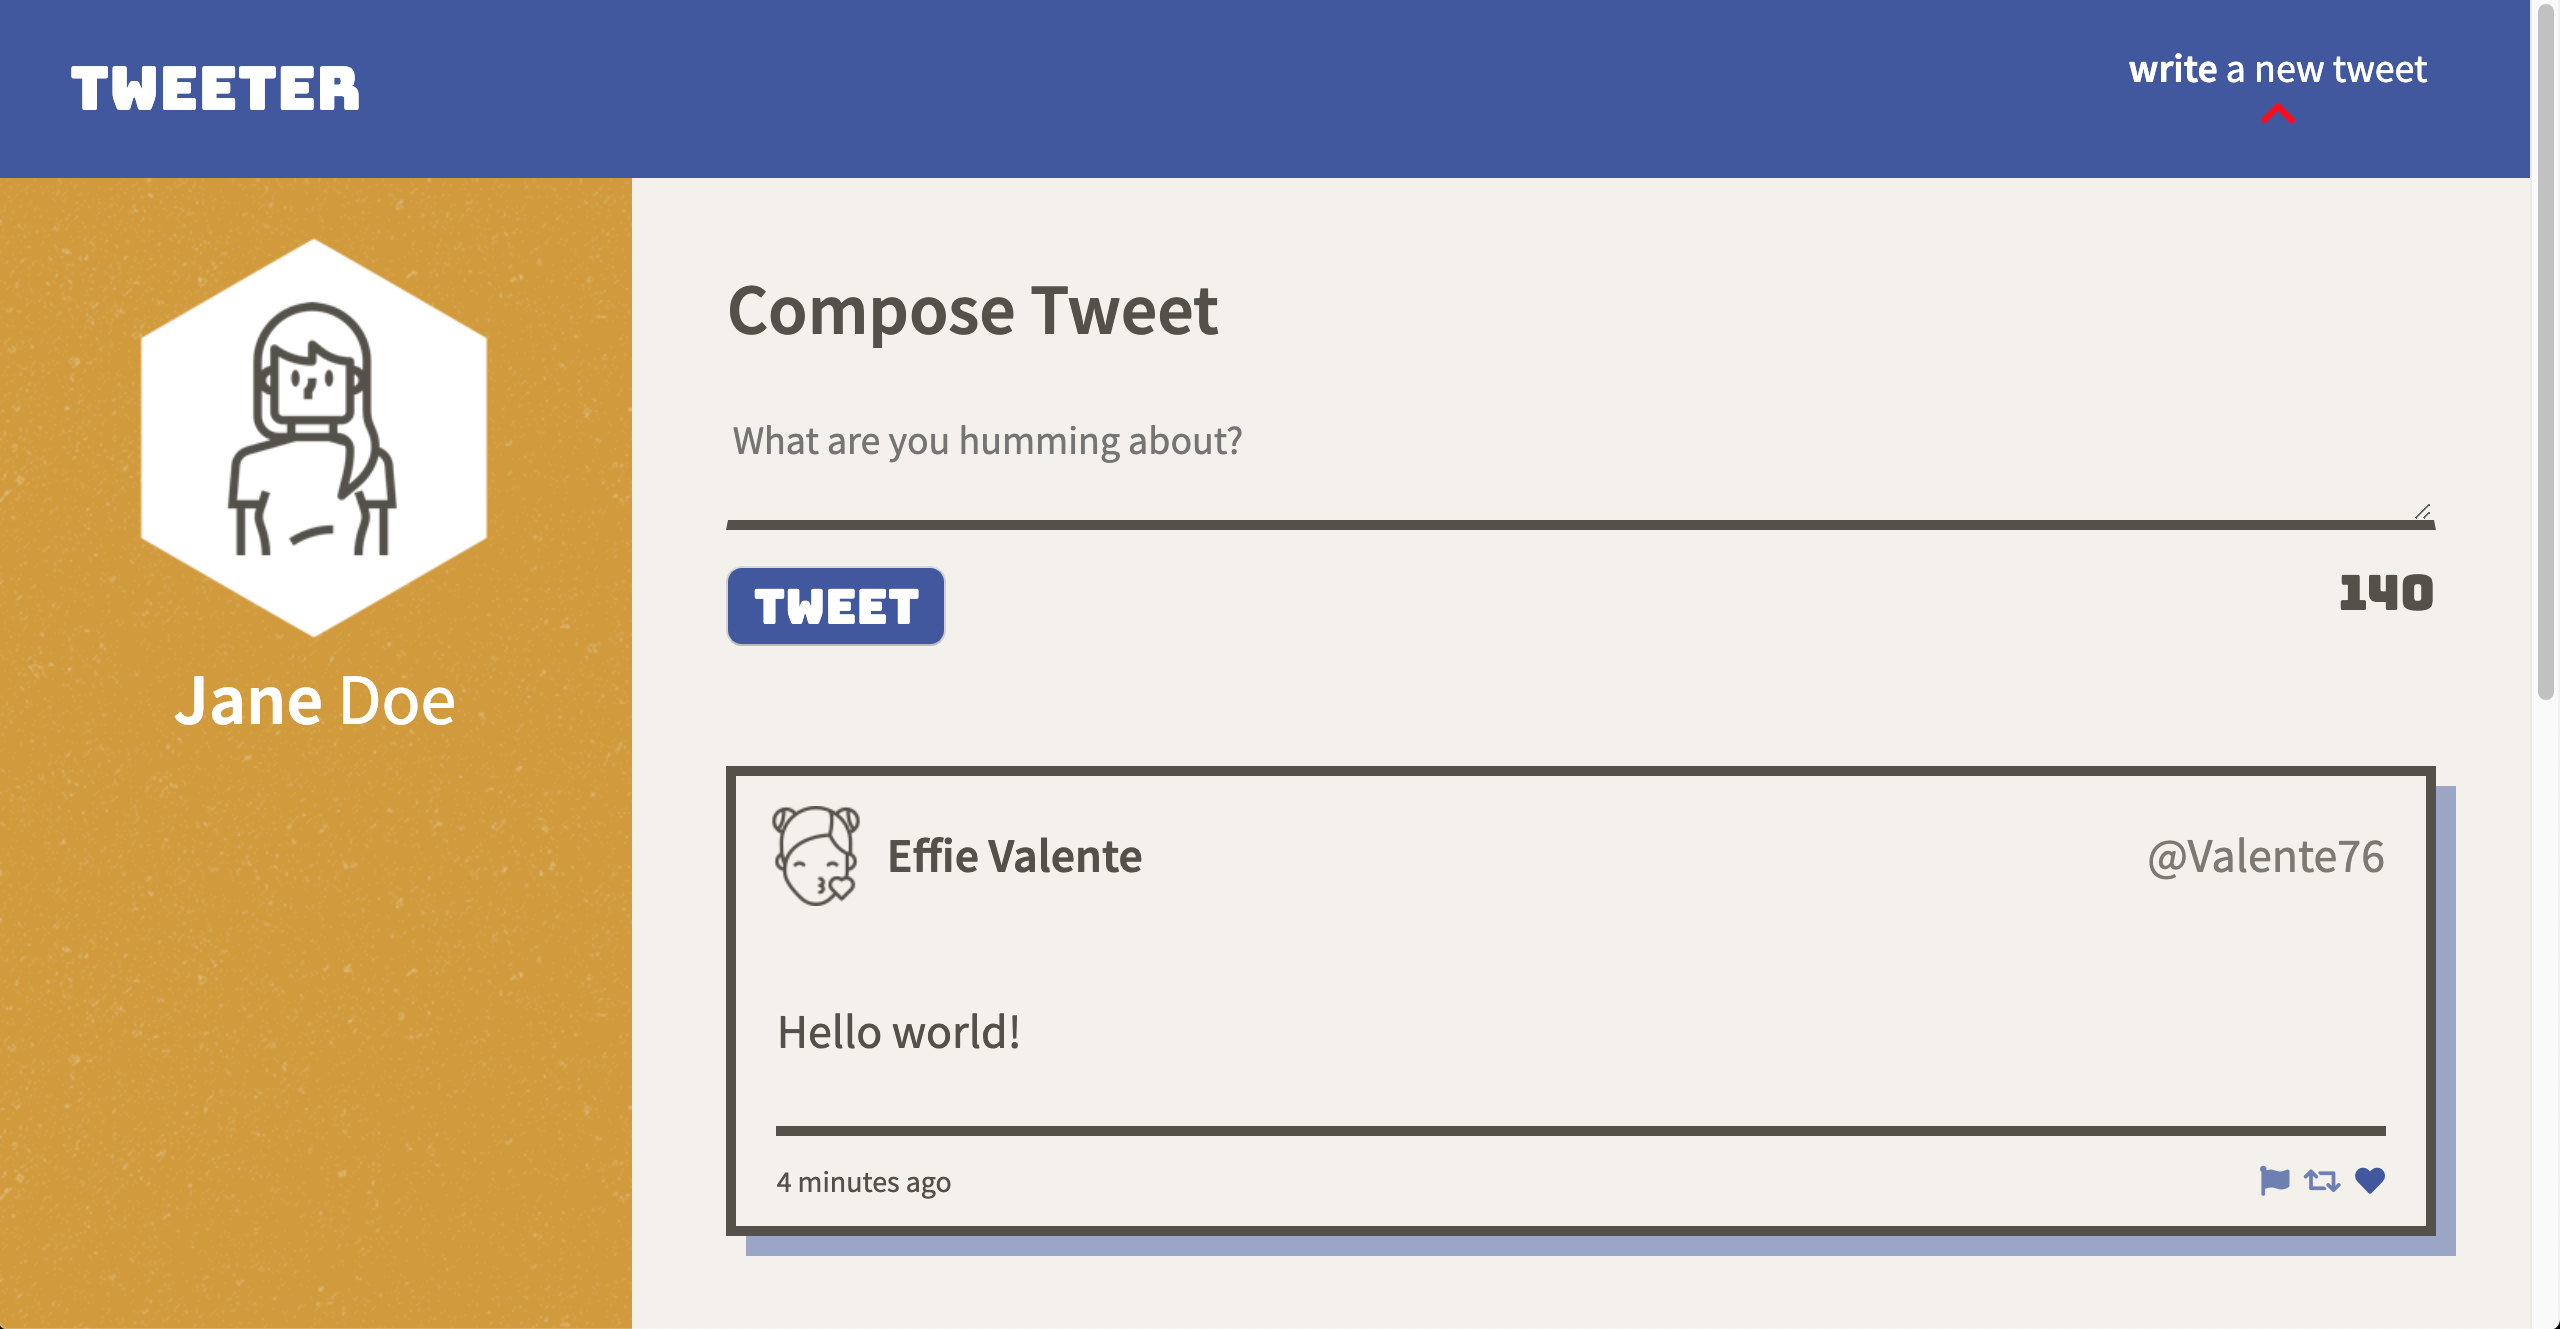 TWEETER
write a new tweet
Jane Doe
Compose Tweet
What are you humming about?
TWEET
140
Effie Valente
@Valente76
Hello world!
4 minutes ago